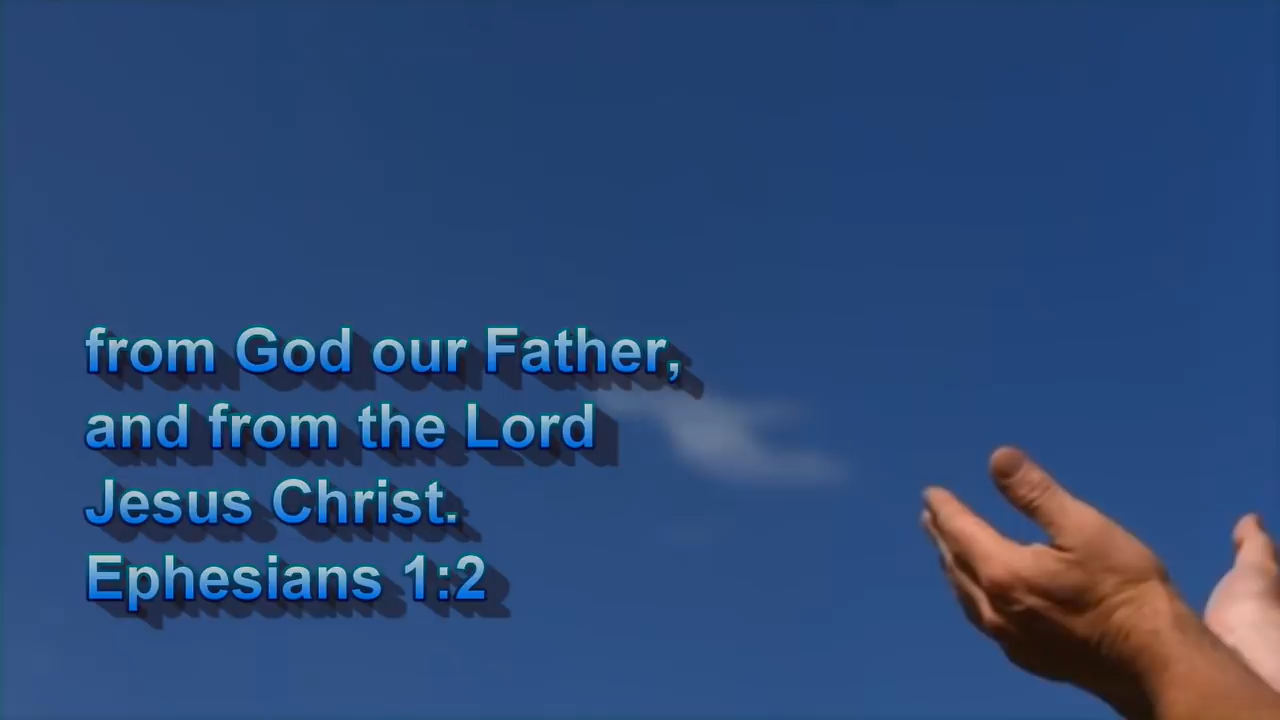 from God our Father,
and from the Lord
Jesus Christ.
Ephesians 1:2